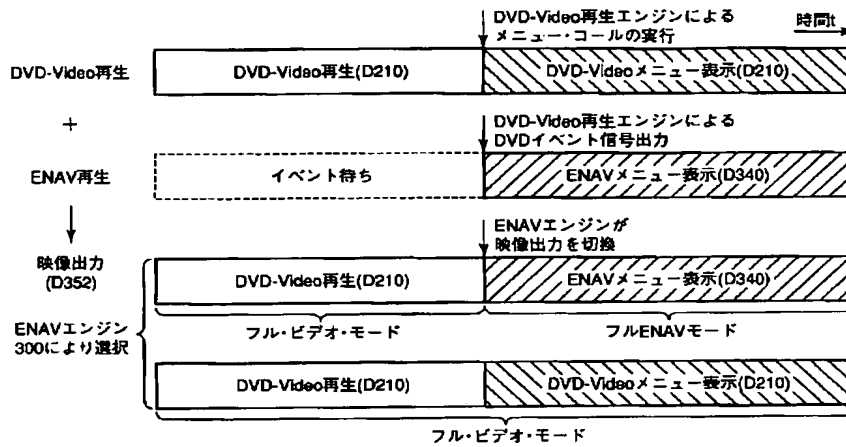 DVD-Video再生エンジンによる
メニュー・コールの実行
時間t
DVD-Video再生
DVD-Video再生(D210)
DVD-Videoメニュー表示(D210)
+
DVD-Video再生エンジンによる
DVDイベント信号出力
ENAV再生
イベント待ち
ENAVメニュー表示(D340)
ENAVエンジンが
映像出力を切換
映像出力
(D352)
DVD-Video再生(D210)
ENAVメニュー表示(D340)
フル・ビデオ・モード
フルENAVモード
ENAVエンジン
300により選択
DVD-Video再生(D210)
DVD-Videoメニュー表示(D210)
フル・ビデオ・モード